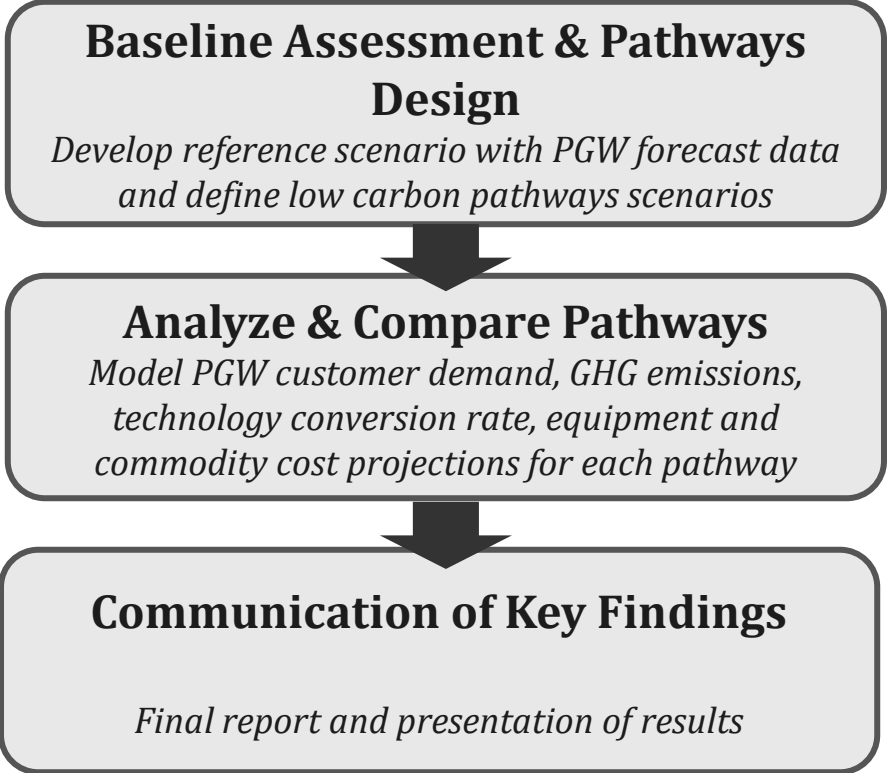 Baseline Assessment & Pathways
Design
Develop reference scenario with PGW forecast data
and define low carbon pathways scenarios
Analyze & Compare Pathways
Model PGW customer demand, GHG emissions,
technology conversion rate, equipment and
commodity cost projections for each pathway
Communication of Key Findings
Final report and presentation of results